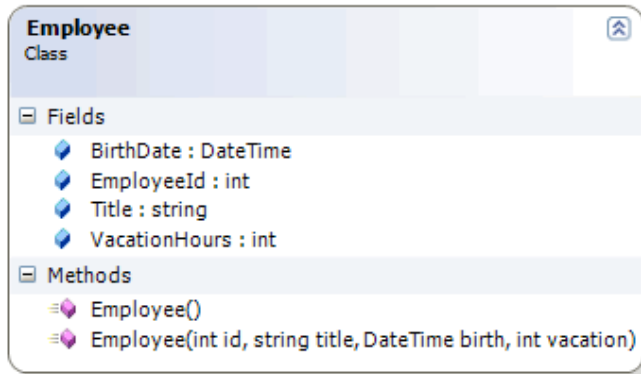 Employee
Class
Fields
BirthDate : DateTime
EmployeeId : int
Title : string
VacationHours : int
Methods
Employee()
Employee(int id, string title, DateTime birth, int vacation)